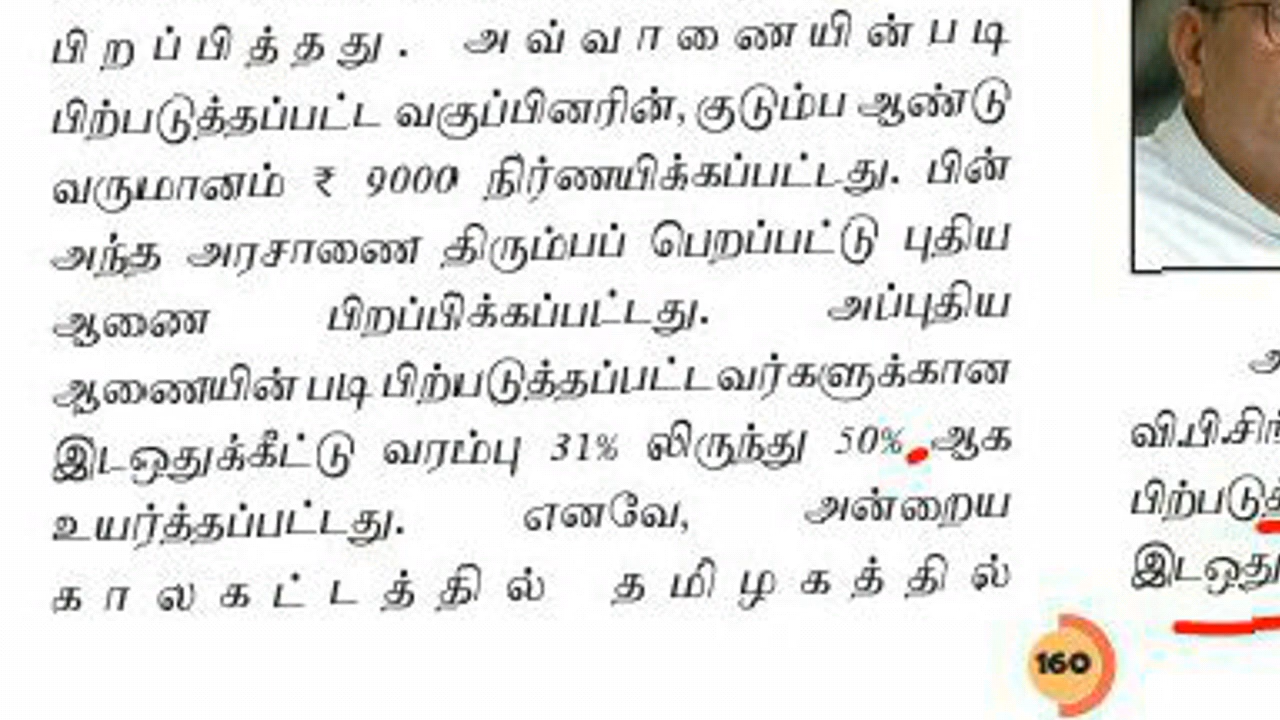 பிறப்பித்தது. அவ்வாணையின்படி
பிற்படுத்தப்பட்ட வகுப்பினரின், குடும்ப ஆண்டு
வருமானம் ₹ 9000 நிர்ணயிக்கப்பட்டது. பின்
அந்த அரசாணை திரும்பப் பெறப்பட்டு புதிய
ஆணை பிறப்பிக்கப்பட்டது. அப்புதிய
ஆணையின் படி பிற்படுத்தப்பட்டவர்களுக்கான
இடஒதுக்கீட்டு வரம்பு 31% லிருந்து 50% ஆக
உயர்த்தப்பட்டது. எனவே, அன்றைய
காலகட்டத்தில் தமிழகத்தில்
160